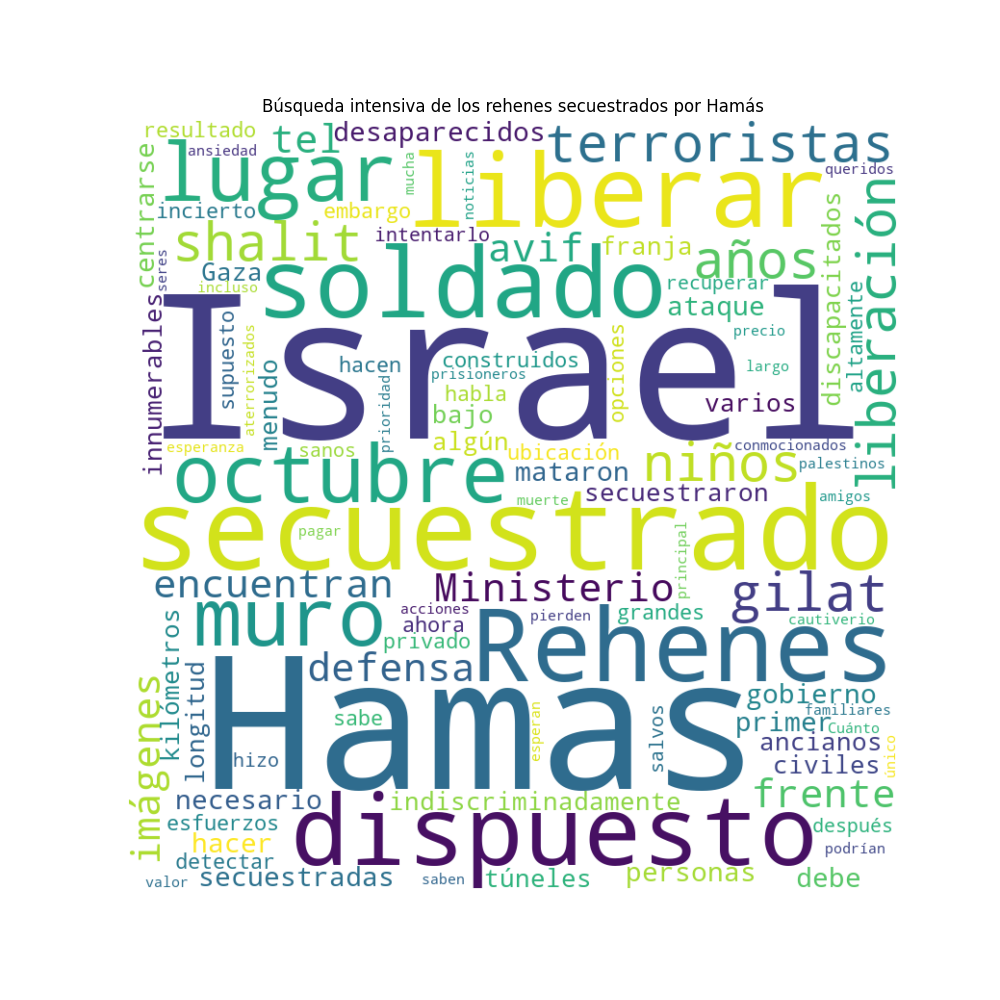 Búsqueda intensiva de los rehenes secuestrados por Hamás
resultado
ansiedad
tel
desaparecidos
terroristas
lugar
mucha
noticias
liberar
queridos
centrarse
incierto
embargo
intentarlo
shalit
avif
franja
años
discapacitados
liberación
seres
Gaza
incluso
soldado
recuperar
ataque
altamente
innumerables
Israel
supuesto
aterrorizados
menudo
hacen
prioridad
construidos
prisioneros
habla
bajo
opciones
precio
largo
varios
esperanza
sanos
algún
ubicación
conmocionados
octubre
mataron
niños
palestinos
secuestraron
muerte
amigos
secuestrado
pagar
principal
encuentran
Ministerio
gilat
muro
acciones
ahora
privado
pierden
grandes
cautiverio
Rehenes
kilómetros
longitud
defensa
Hamas
imágenes
sabe
esperan
salvos
gobierno
familiares
primer
Cuánto
ancianos
único
hizo
civiles
necesario
indiscriminadamente
frente
esfuerzos
dispuesto
después
hacer
podrían
detectar
valor
secuestradas
saben
túneles
personas
debe